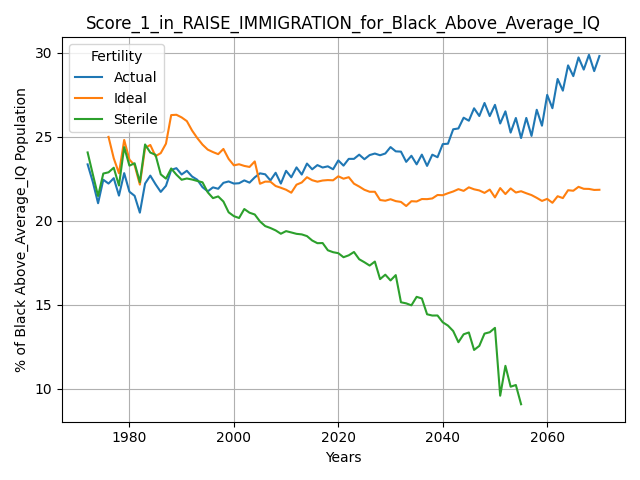 Score_1_in_RAISE_IMMIGRATION_for_Black_Above_Average_IQ
Fertility
Actual
Ideal
Sterile
% of Black Above_Average_IQ Population
30
25
20
15
10
1980
2000
2020
2040
2060
Years